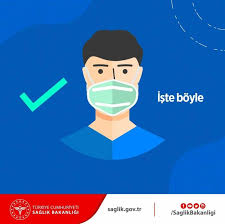 İşte böyle
TÜRKİYE CUMHURİYETİ
SAĞLIK BAKANLIĞI
saglik.gov.tr
/SaglikBakanligi